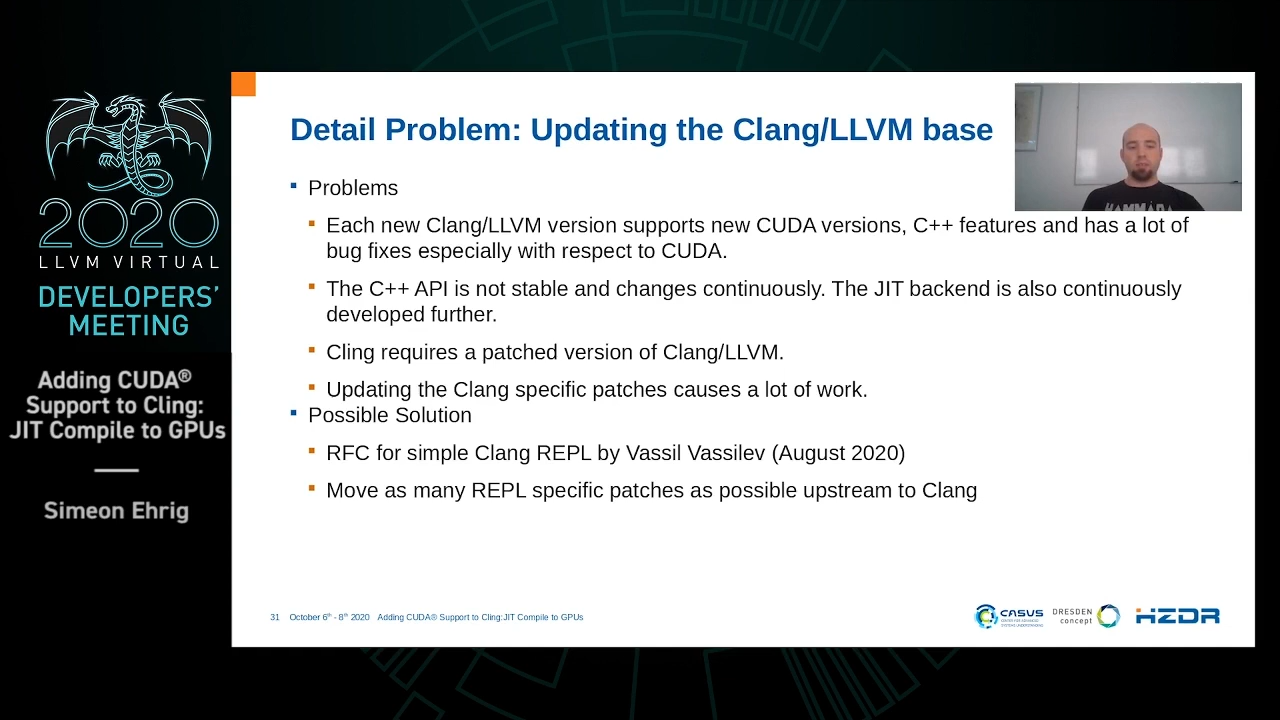 2020
LLVM VIRTUAL
DEVELOPERS'
MEETING
Adding CUDA®
Support to Cling:
JIT Compile to GPUs
Simeon Ehrig
Detail Problem: Updating the Clang/LLVM base
Problems
Each new Clang/LLVM version supports new CUDA versions, C++ features and has a lot of
bug fixes especially with respect to CUDA.
The C++ API is not stable and changes continuously. The JIT backend is also continuously
developed further.
Cling requires a patched version of Clang/LLVM.
Updating the Clang specific patches causes a lot of work.
Possible Solution
RFC for simple Clang REPL by Vassil Vassilev (August 2020)
Move as many REPL specific patches as possible upstream to Clang
31 October 6th - 8th 2020 Adding CUDA® Support to Cling:JIT Compile to GPUs
CASUS
DRESDEN
concept
HZDR